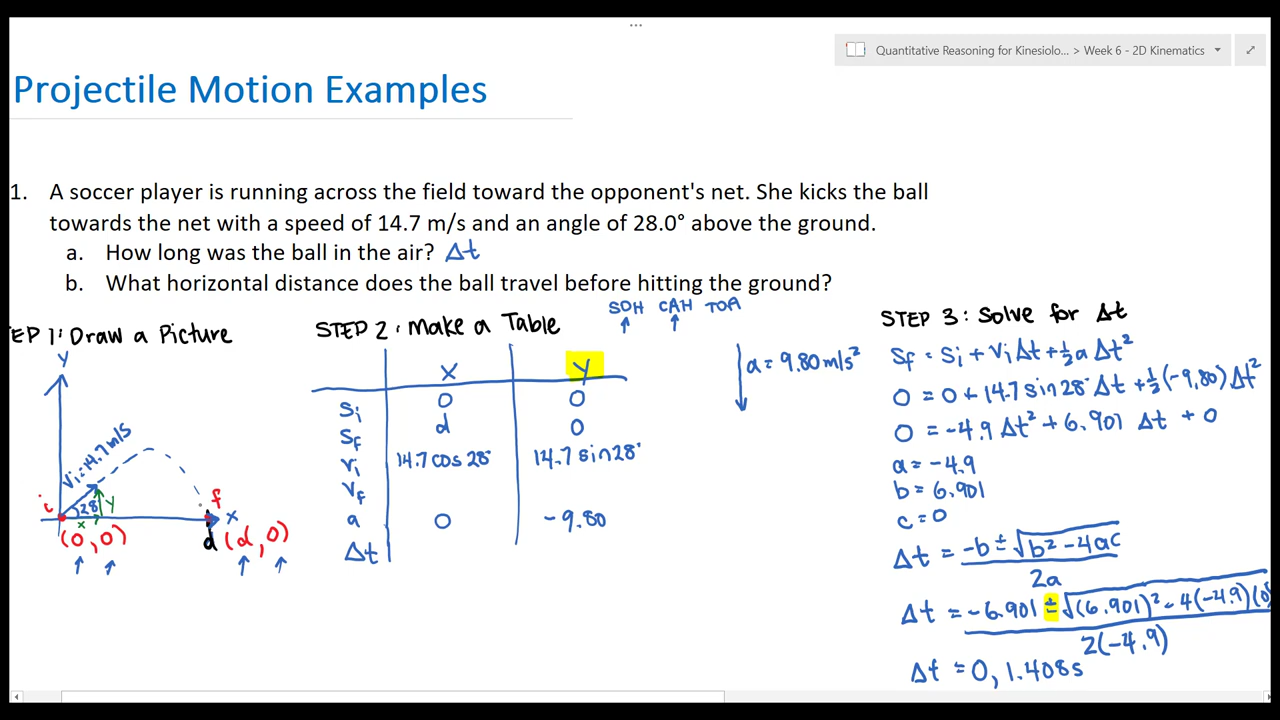 Quantitative Reasoning for Kinesiolo... > Week 6 - 2D Kinematics
Projectile Motion Examples
1. A soccer player is running across the field toward the opponent's net. She kicks the ball
towards the net with a speed of 14.7 m/s and an angle of 28.0° above the ground.
a. How long was the ball in the air? Δt
b. What horizontal distance does the ball travel before hitting the ground?
EP 1: Draw a Picture
y
Vi=14.7 m/s
28°
y
x
i
f
x
(0,0)
d (d,0)
STEP 2: Make a Table
SOH CAH TOA
X Y
Si 0 0
Sf d 0
Vi 14.7 cos 28° 14.7 sin 28°
Vf
a 0 -9.80
Δt
a = 9.80 m/s²
STEP 3: Solve for Δt
Sf = Si + Vi Δt + ½ a Δt²
0 = 0 + 14.7 sin 28° Δt + ½ (-9.80) Δt²
0 = -4.9 Δt² + 6.901 Δt + 0
a = -4.9
b = 6.901
c = 0
Δt = -b ± √b² - 4ac
2a
Δt = -6.901 ± √(6.901)² - 4(-4.9)(0
2(-4.9)
Δt = 0, 1.408s